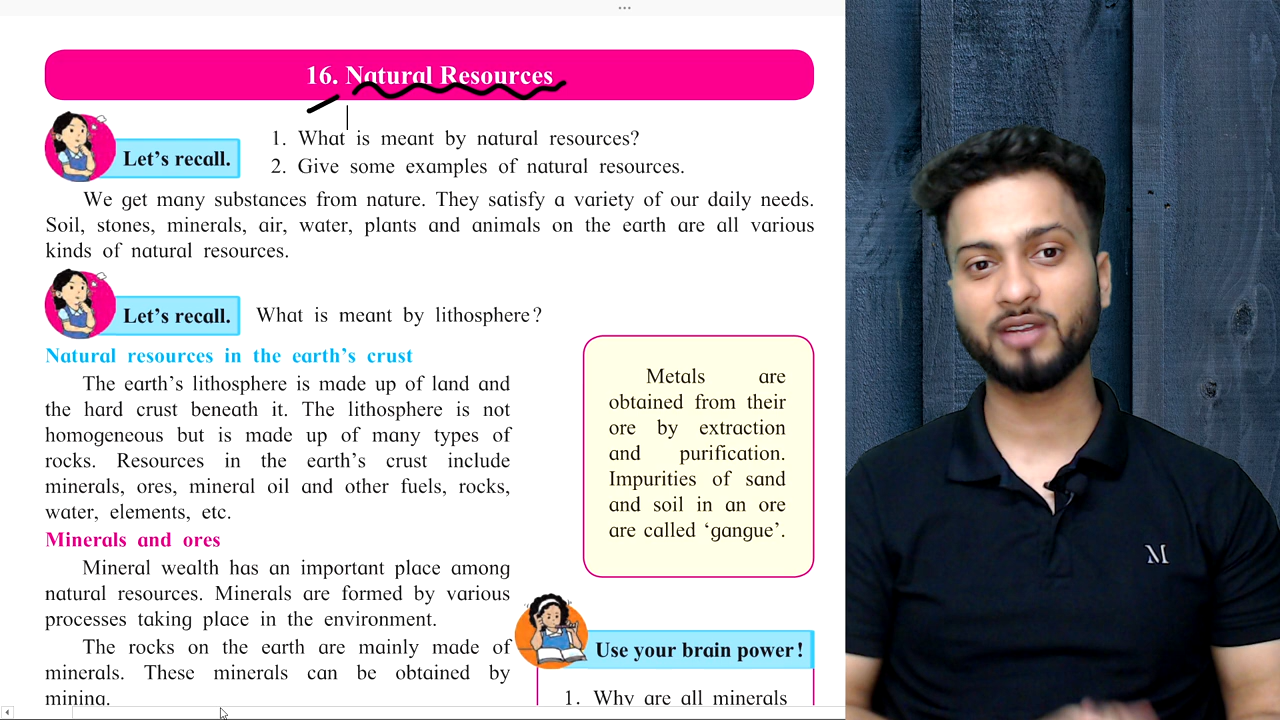 16. Natural Resources
Let's recall.
1. What is meant by natural resources?
2. Give some examples of natural resources.
We get many substances from nature. They satisfy a variety of our daily needs.
Soil, stones, minerals, air, water, plants and animals on the earth are all various
kinds of natural resources.
Let's recall.
What is meant by lithosphere?
Natural resources in the earth's crust
The earth's lithosphere is made up of land and
the hard crust beneath it. The lithosphere is not
homogeneous but is made up of many types of
rocks. Resources in the earth's crust include
minerals, ores, mineral oil and other fuels, rocks,
water, elements, etc.
Minerals and ores
Mineral wealth has an important place among
natural resources. Minerals are formed by various
processes taking place in the environment.
The rocks on the earth are mainly made of
minerals. These minerals can be obtained by
mining.
Metals are
obtained from their
ore by extraction
and purification.
Impurities of sand
and soil in an ore
are called 'gangue'.
Use your brain power!
1. Why are all minerals
M